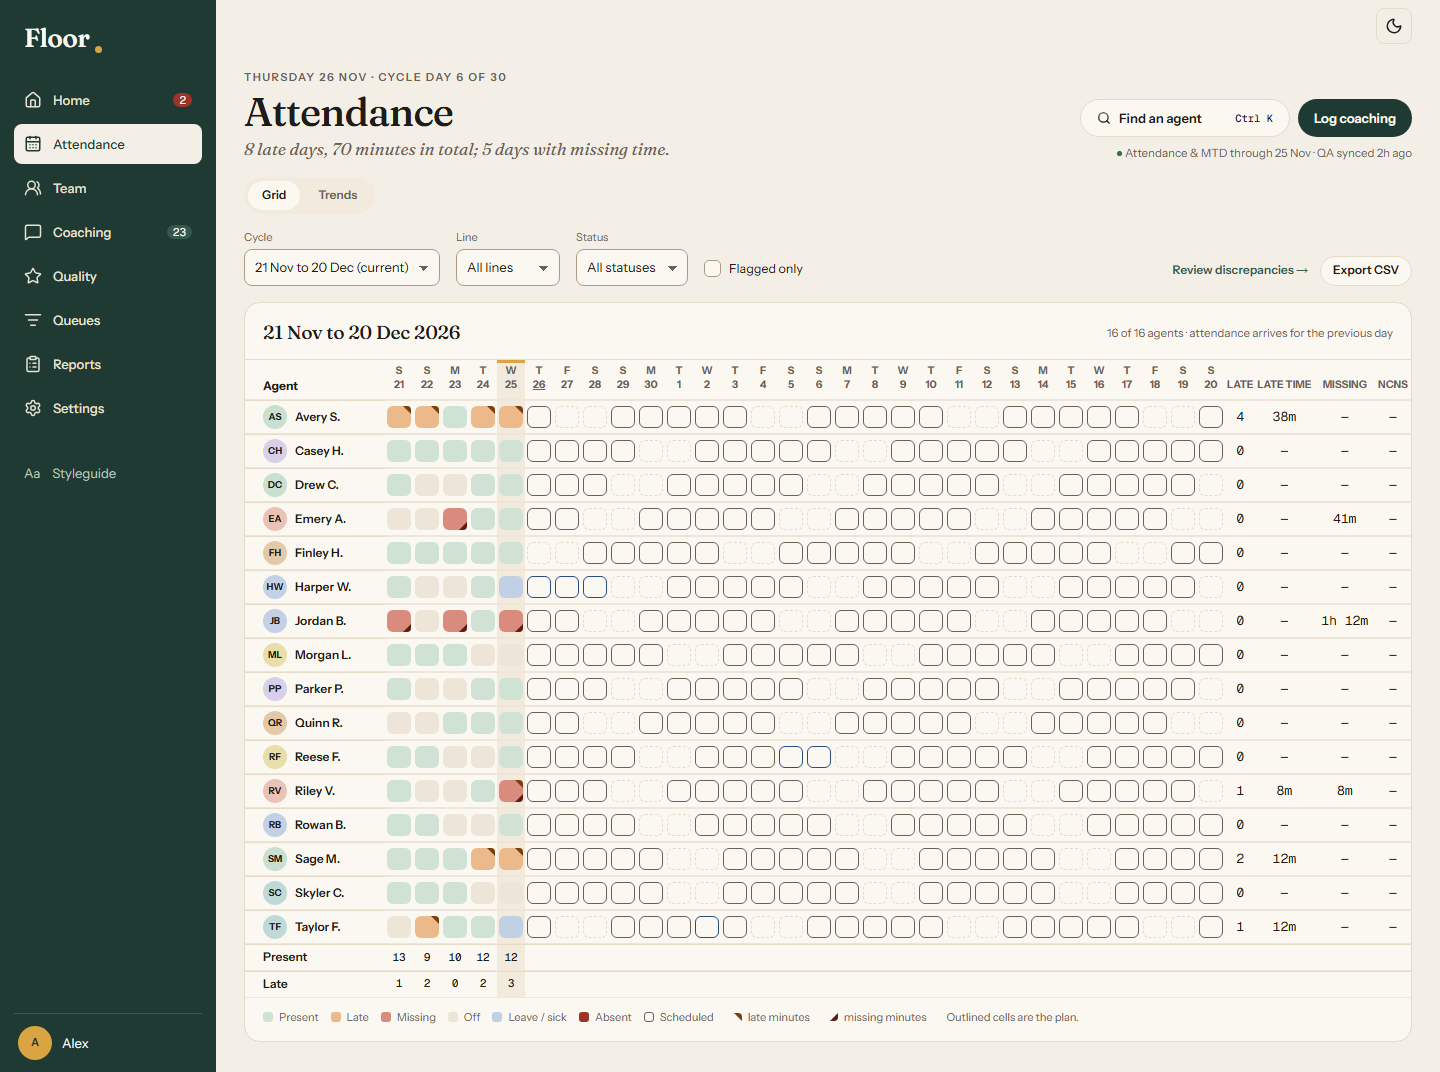 Floor.
Home 2
Attendance
Team
Coaching 23
Quality
Queues
Reports
Settings
Aa Styleguide
A Alex
THURSDAY 26 NOV · CYCLE DAY 6 OF 30
Attendance
8 late days, 70 minutes in total; 5 days with missing time.
Find an agent Ctrl K
Log coaching
Attendance & MTD through 25 Nov · QA synced 2h ago
Grid Trends
Cycle Line Status
21 Nov to 20 Dec (current) All lines All statuses Flagged only
Review discrepancies → Export CSV
21 Nov to 20 Dec 2026
16 of 16 agents · attendance arrives for the previous day
S S M T W T F S S M T W T F S S M T W T F S S M T W T F S S
Agent 21 22 23 24 25 26 27 28 29 30 1 2 3 4 5 6 7 8 9 10 11 12 13 14 15 16 17 18 19 20 LATE LATE TIME MISSING NCNS
AS Avery S. 4 38m – –
CH Casey H. 0 – – –
DC Drew C. 0 – – –
EA Emery A. 0 – 41m –
FH Finley H. 0 – – –
HW Harper W. 0 – – –
JB Jordan B. 0 – 1h 12m –
ML Morgan L. 0 – – –
PP Parker P. 0 – – –
QR Quinn R. 0 – – –
RF Reese F. 0 – – –
RV Riley V. 1 8m 8m –
RB Rowan B. 0 – – –
SM Sage M. 2 12m – –
SC Skyler C. 0 – – –
TF Taylor F. 1 12m – –
Present 13 9 10 12 12
Late 1 2 0 2 3
Present Late Missing Off Leave / sick Absent Scheduled late minutes missing minutes Outlined cells are the plan.